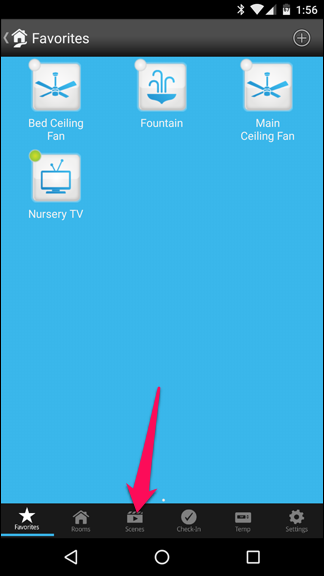 1:56
Favorites
Bed Ceiling
Fan
Fountain
Main
Ceiling Fan
Nursery TV
Favorites
Rooms
Scenes
Check-In
Temp
Settings